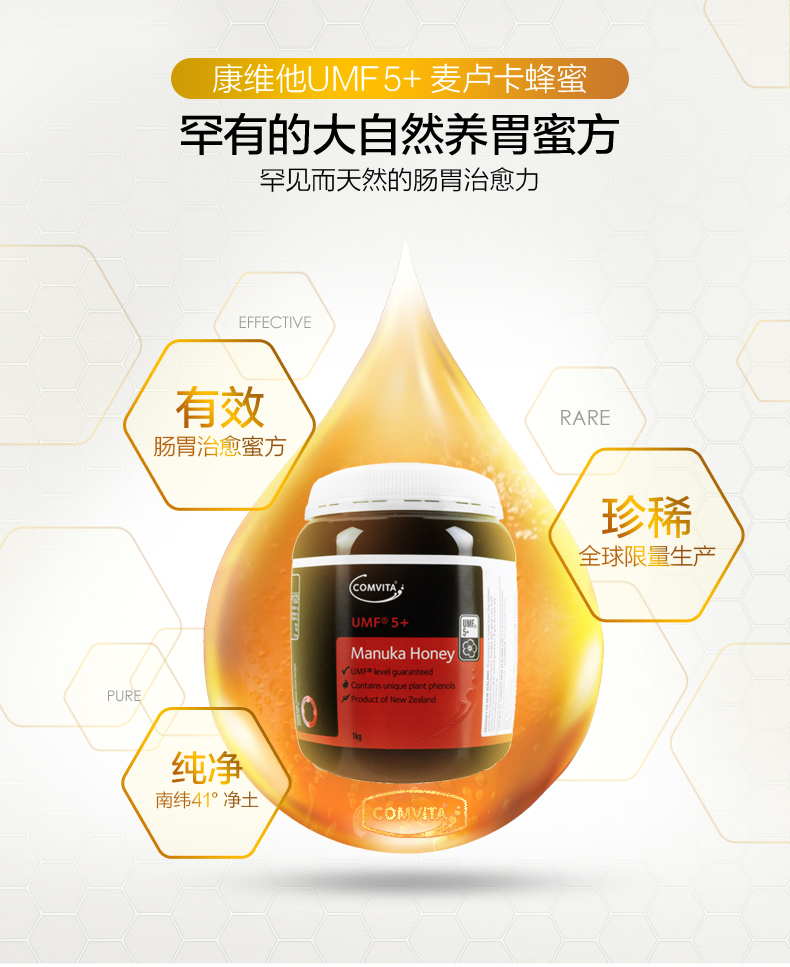 康维他UMF5+ 麦卢卡蜂蜜
罕有的大自然养胃蜜方
罕见而天然的肠胃治愈力
EFFECTIVE
有效
肠胃治愈蜜方
RARE
珍稀
全球限量生产
COMVITA®
UMF® 5+
UMF®
5+
Manuka Honey
UMF® level guaranteed
Contains unique plant phenols
Product of New Zealand
1kg
PURE
纯净
南纬41° 净土
COMVITA